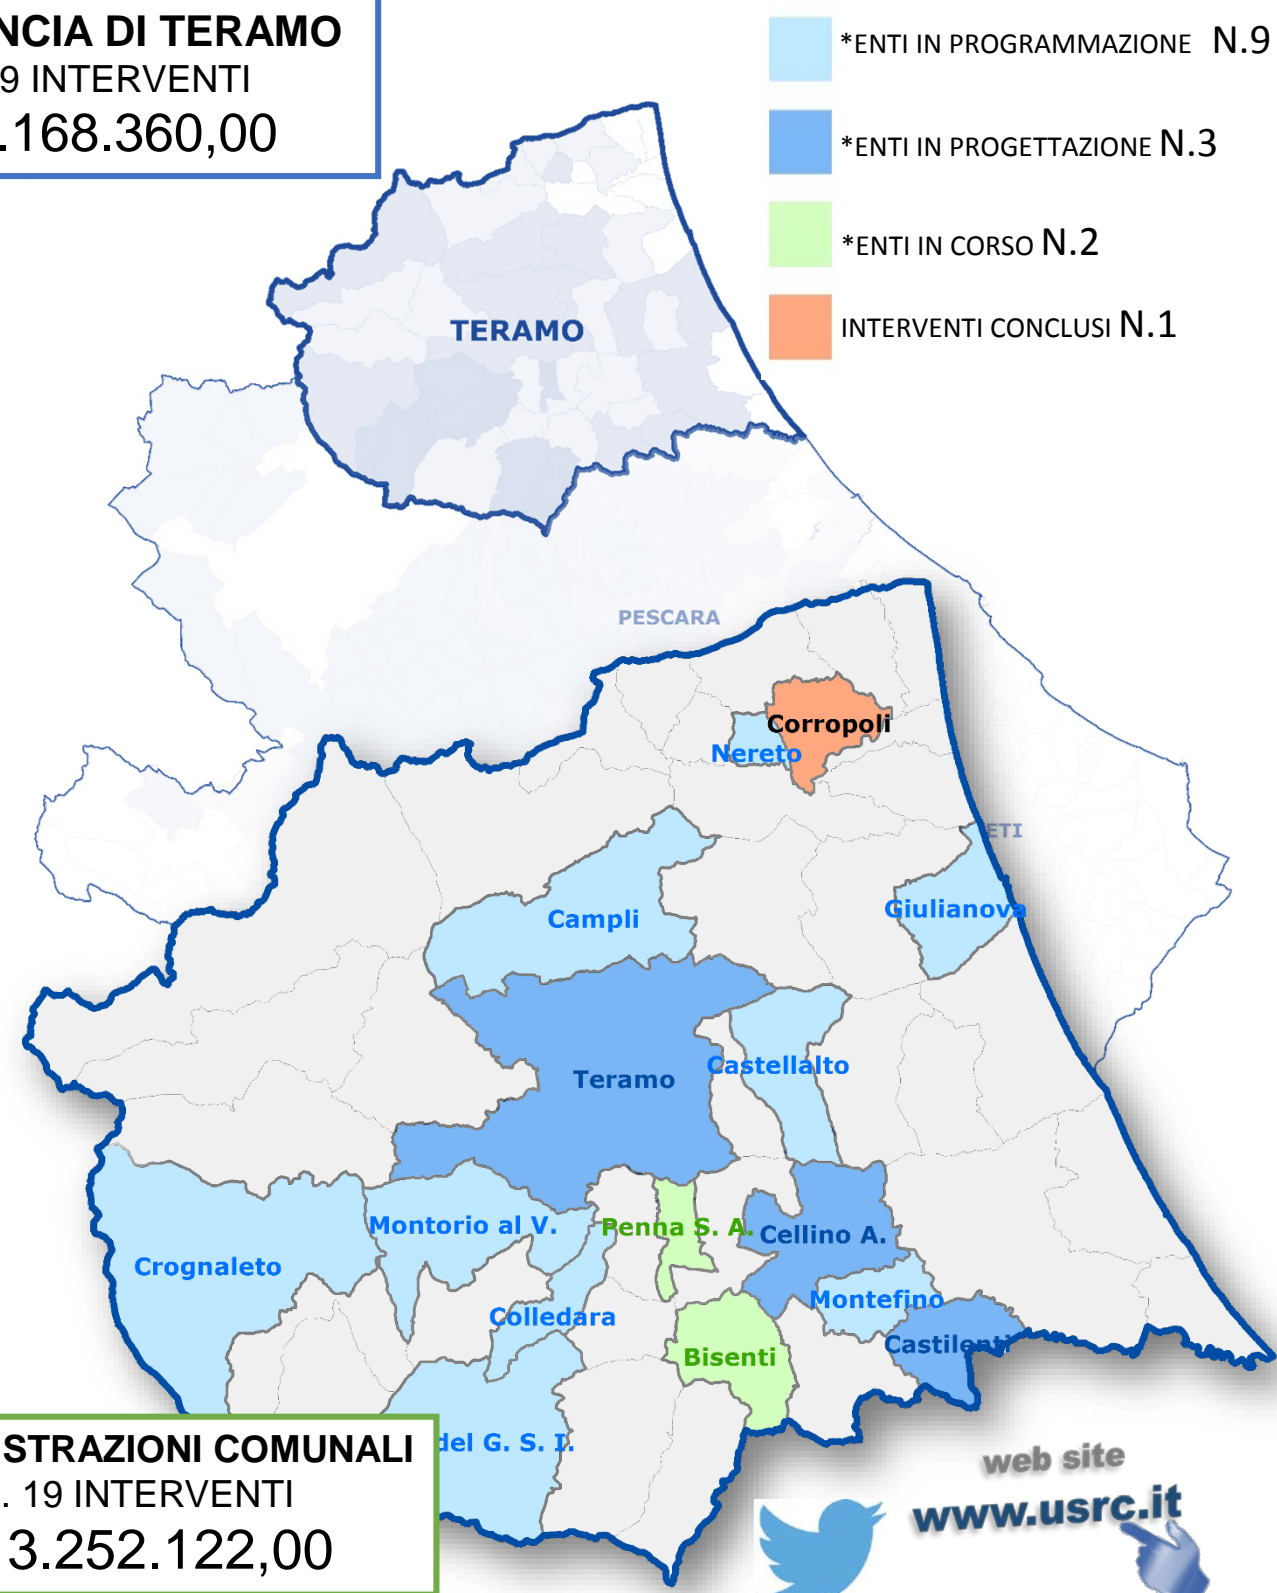 NCIA DI TERAMO
9 INTERVENTI
.168.360,00
*ENTI IN PROGRAMMAZIONE N.9
*ENTI IN PROGETTAZIONE N.3
*ENTI IN CORSO N.2
INTERVENTI CONCLUSI N.1
TERAMO
PESCARA
ETI
Corropoli
Nereto
Campli
Giulianova
Teramo
Castellalto
Montorio al V.
Penna S. A.
Cellino A.
Crognaleto
Colledara
Montefino
Castilenti
Bisenti
del G. S. I.
STRAZIONI COMUNALI
. 19 INTERVENTI
3.252.122,00
web site
www.usrc.it